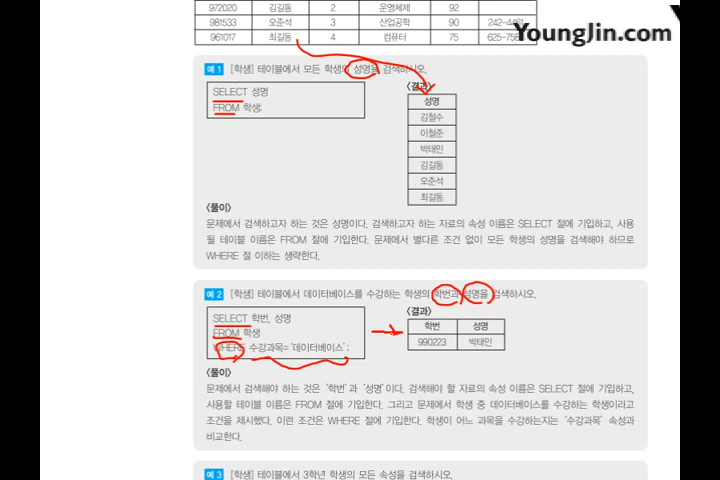 972020 김길동 2 운영체제 92
981533 오준석 3 산업공학 90 242-4461
961017 최길동 4 컴퓨터 75
YoungJin.com
예 1 [학생] 테이블에서 모든 학생의 성명을 검색하시오.
SELECT 성명
FROM 학생;
<결과>
성명
김철수
이철준
박태인
김길동
오준석
최길동
<풀이>
문제에서 검색하고자 하는 것은 성명이다. 검색하고자 하는 자료의 속성 이름은 SELECT 절에 기입하고, 사용
될 테이블 이름은 FROM 절에 기입한다. 문제에서 별다른 조건 없이 모든 학생의 성명을 검색해야 하므로
WHERE 절 이하는 생략한다.
예 2 [학생] 테이블에서 데이터베이스를 수강하는 학생의 학번과 성명을 검색하시오.
SELECT 학번, 성명
FROM 학생
WHERE 수강과목='데이터베이스';
<결과>
학번 성명
990223 박태인
<풀이>
문제에서 검색해야 하는 것은 '학번'과 '성명'이다. 검색해야 할 자료의 속성 이름은 SELECT 절에 기입하고,
사용할 테이블 이름은 FROM 절에 기입한다. 그리고 문제에서 학생 중 데이터베이스를 수강하는 학생이라고
조건을 제시했다. 이런 조건은 WHERE 절에 기입한다. 학생이 어느 과목을 수강하는지는 '수강과목' 속성과
비교한다.
예 3 [학생] 테이블에서 3학년 학생의 모든 속성을 검색하시오.